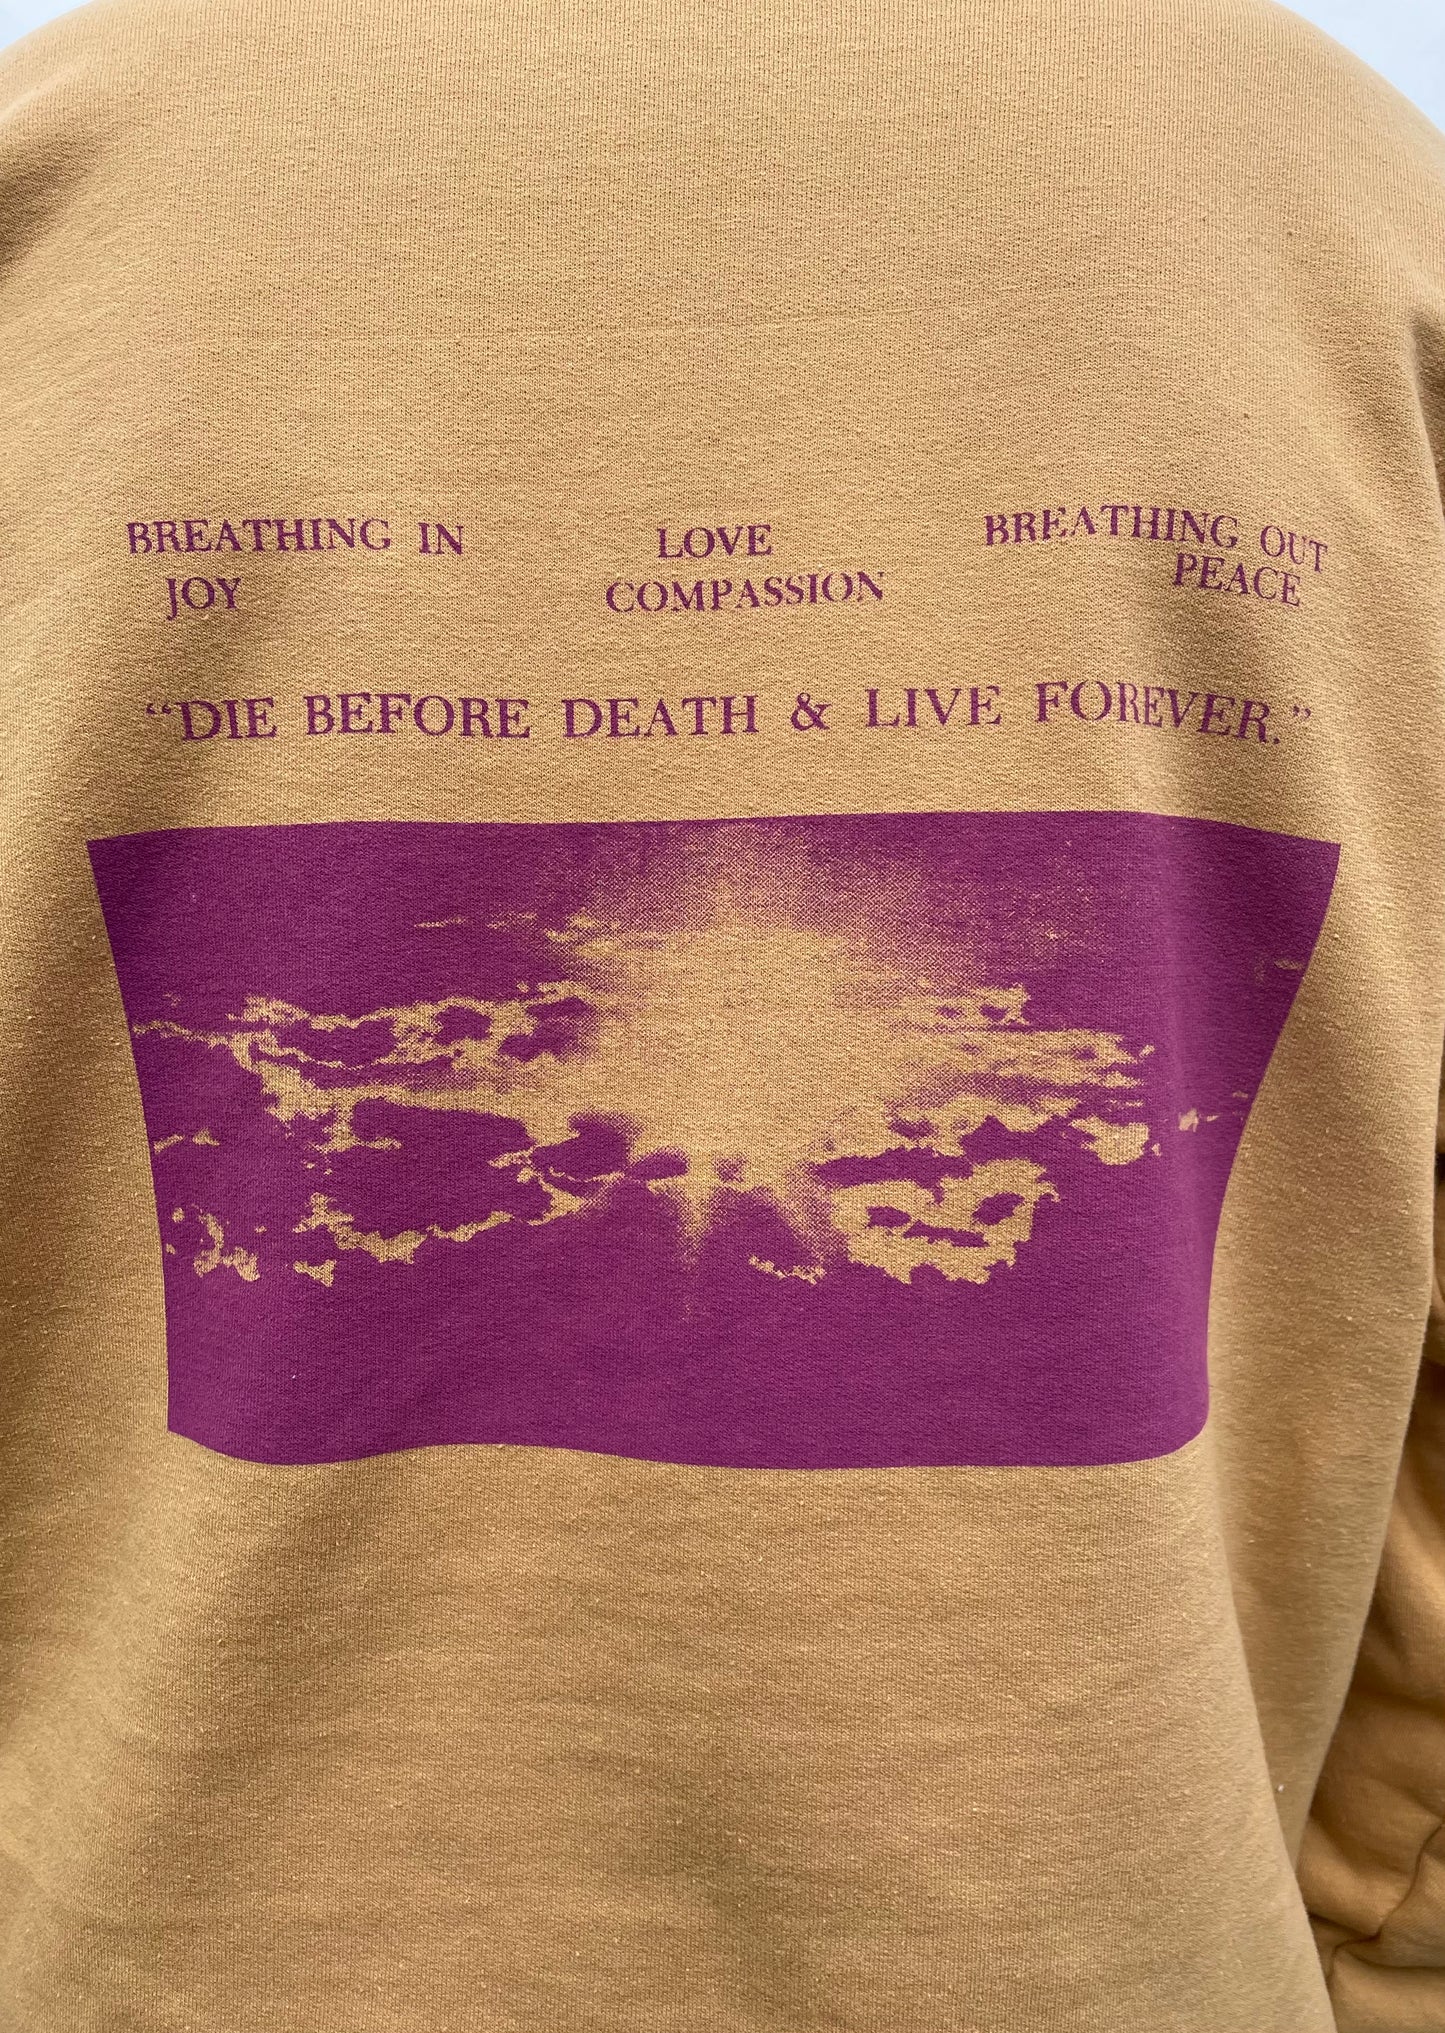 BREATHING IN LOVE BREATHING OUT
JOY COMPASSION PEACE
“DIE BEFORE DEATH & LIVE FOREVER.”